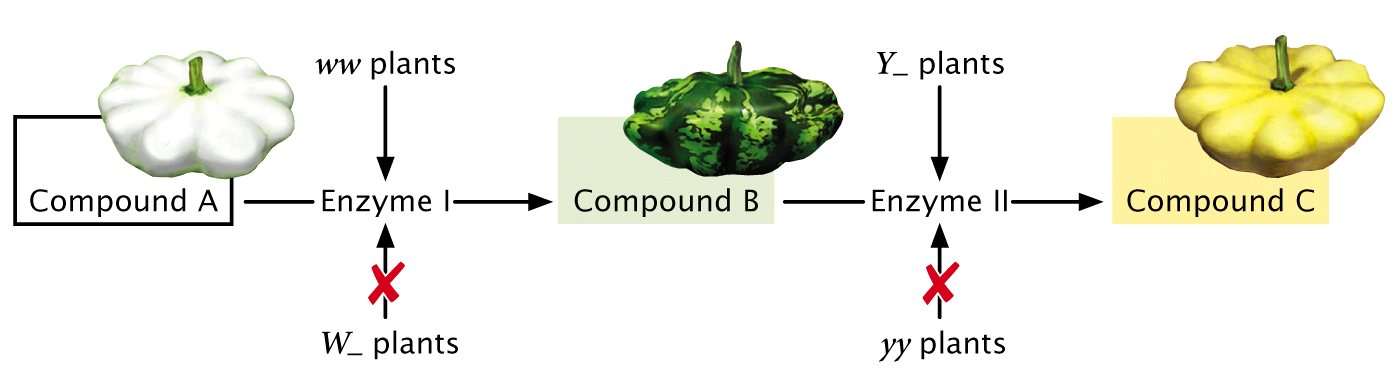 ww plants
Y_ plants
Compound A
Enzyme I
Compound B
Enzyme II
Compound C
W_ plants
yy plants